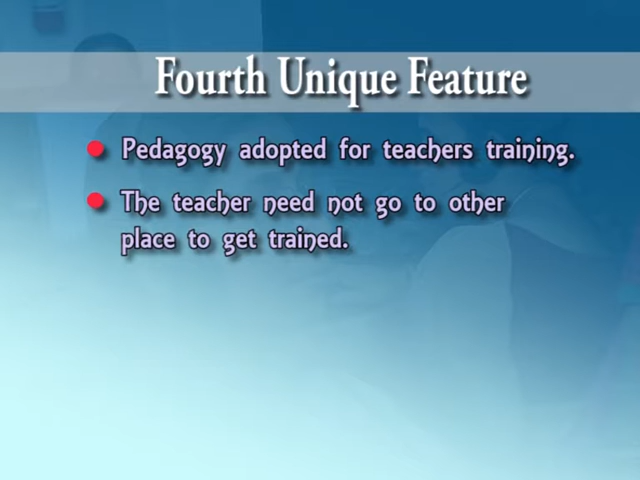 Fourth Unique Feature
Pedagogy adopted for teachers training.
The teacher need not go to other
place to get trained.